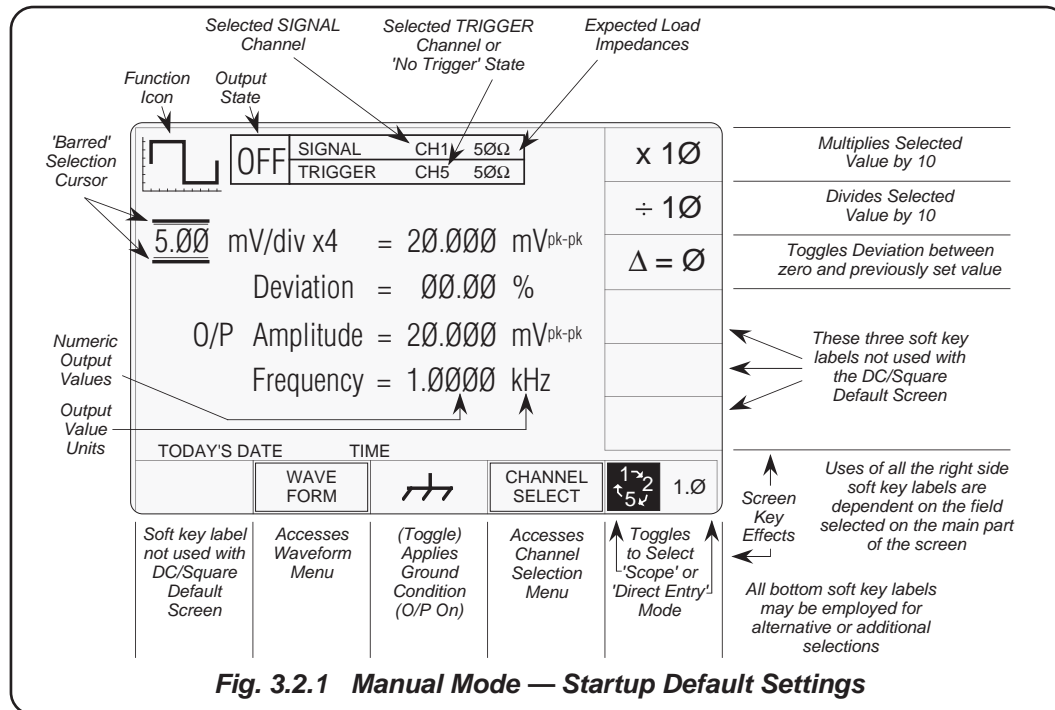 Selected SIGNAL
Channel
Selected TRIGGER
Channel or
'No Trigger' State
Expected Load
Impedances
Function
Icon
Output
State
'Barred'
Selection
Cursor
OFF
SIGNAL CH1 5ØΩ
TRIGGER CH5 5ØΩ
x 1Ø
÷ 1Ø
Δ = Ø
Multiplies Selected
Value by 10
Divides Selected
Value by 10
Toggles Deviation between
zero and previously set value
5.ØØ mV/div x4 = 2Ø.ØØØ mVpk-pk
Deviation = ØØ.ØØ %
O/P Amplitude = 2Ø.ØØØ mVpk-pk
Frequency = 1.ØØØØ kHz
Numeric
Output
Values
Output
Value
Units
These three soft key
labels not used with
the DC/Square
Default Screen
TODAY'S DATE TIME
WAVE
FORM
CHANNEL
SELECT
1 2 5
1.Ø
Screen
Key
Effects
Uses of all the right side
soft key labels are
dependent on the field
selected on the main part
of the screen
Soft key label
not used with
DC/Square
Default
Screen
Accesses
Waveform
Menu
(Toggle)
Applies
Ground
Condition
(O/P On)
Accesses
Channel
Selection
Menu
Toggles
to Select
'Scope' or
'Direct Entry'
Mode
All bottom soft key labels
may be employed for
alternative or additional
selections
Fig. 3.2.1 Manual Mode — Startup Default Settings